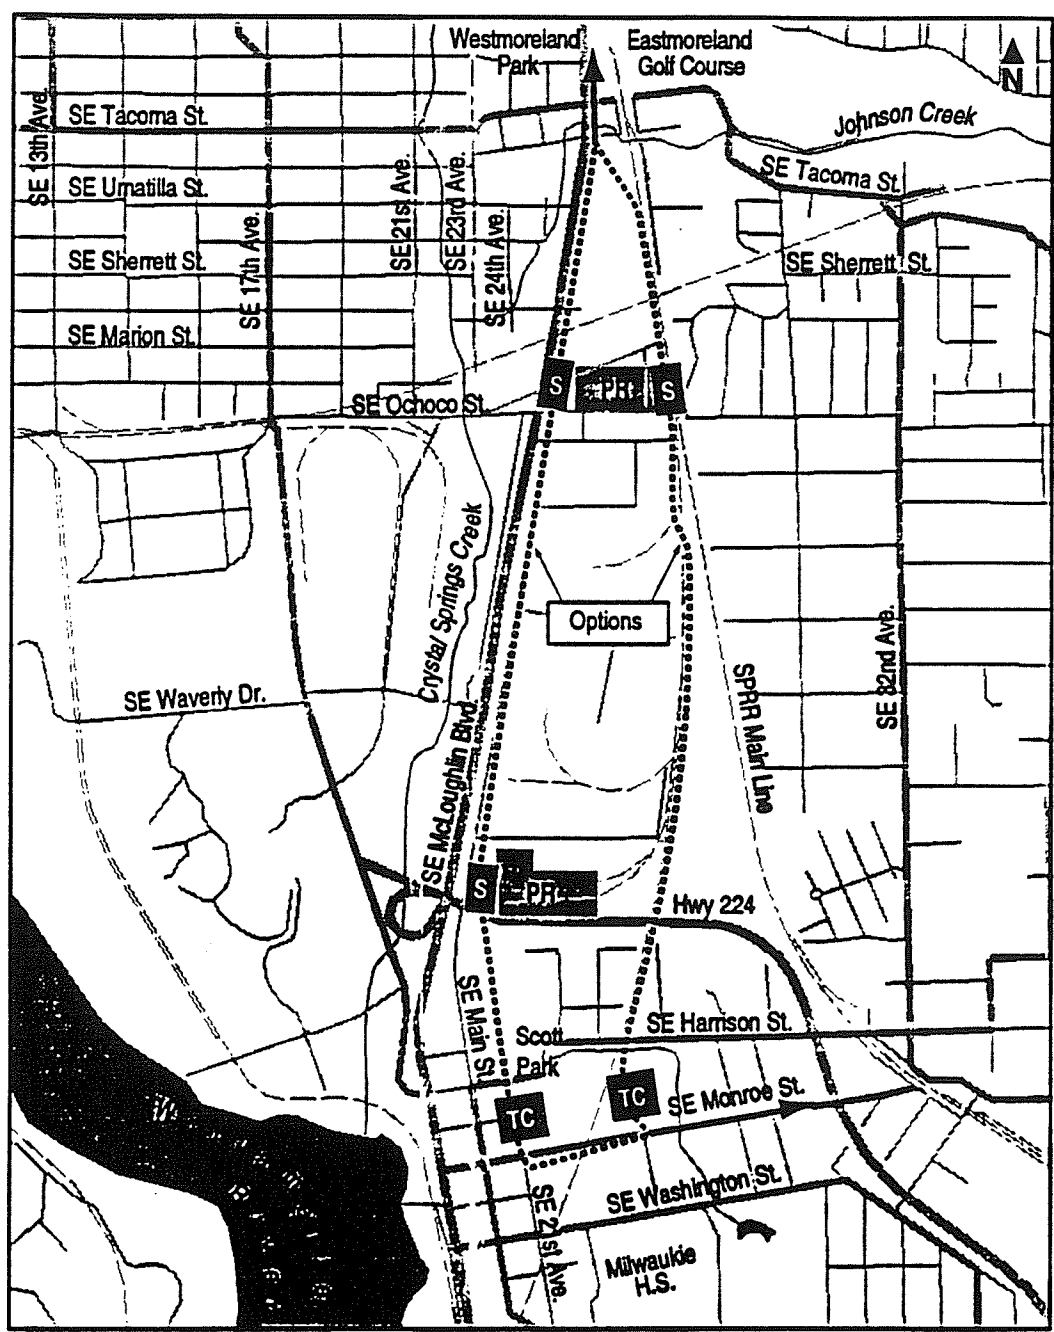 Westmoreland
Park
Eastmoreland
Golf Course
N
SE 13th Ave.
SE Tacoma St.
Johnson Creek
SE Tacoma St.
SE Umatilla St.
SE 21st Ave.
SE 23rd Ave.
SE 17th Ave.
SE 24th Ave.
SE Sherrett St.
SE Sherrett St.
SE Marion St.
S
PR
S
SE Ochoco St.
Crystal Springs Creek
Options
SE 82nd Ave.
SE Waverly Dr.
SPRR Main Line
SE McLoughlin Blvd.
S
PR
Hwy 224
SE Main St.
Scott
Park
SE Harrison St.
TC
TC
SE Monroe St.
SE 21st Ave.
SE Washington St.
Milwaukie
H.S.